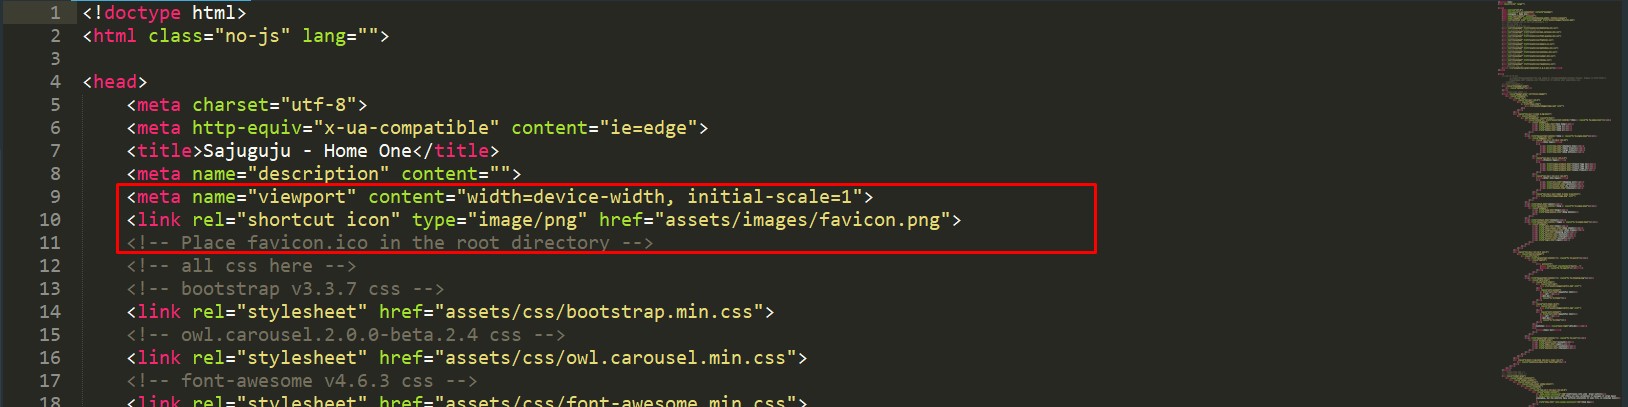 1 <!doctype html>
2 <html class="no-js" lang="">
3
4 <head>
5 <meta charset="utf-8">
6 <meta http-equiv="x-ua-compatible" content="ie=edge">
7 <title>Sajuguju - Home One</title>
8 <meta name="description" content="">
9 <meta name="viewport" content="width=device-width, initial-scale=1">
10 <link rel="shortcut icon" type="image/png" href="assets/images/favicon.png">
11 <!-- Place favicon.ico in the root directory -->
12 <!-- all css here -->
13 <!-- bootstrap v3.3.7 css -->
14 <link rel="stylesheet" href="assets/css/bootstrap.min.css">
15 <!-- owl.carousel.2.0.0-beta.2.4 css -->
16 <link rel="stylesheet" href="assets/css/owl.carousel.min.css">
17 <!-- font-awesome v4.6.3 css -->
18 <link rel="stylesheet" href="assets/css/font-awesome.min.css">